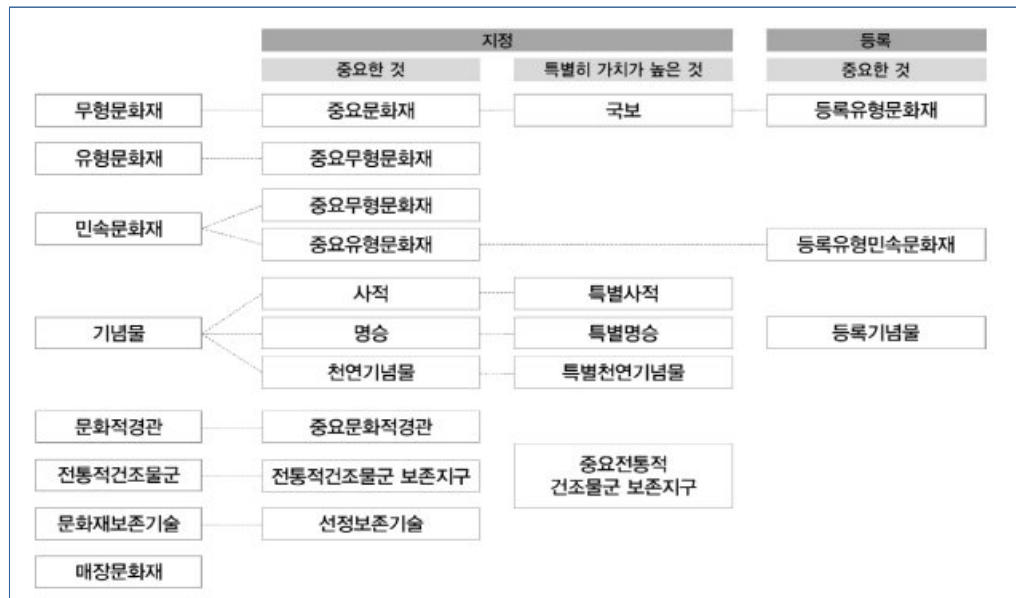 지정
등록
중요한 것
특별히 가치가 높은 것
중요한 것
무형문화재
중요문화재
국보
등록유형문화재
유형문화재
중요무형문화재
민속문화재
중요무형문화재
중요유형문화재
등록유형민속문화재
기념물
사적
특별사적
명승
특별명승
등록기념물
천연기념물
특별천연기념물
문화적경관
중요문화적경관
전통적건조물군
전통적건조물군 보존지구
중요전통적
건조물군 보존지구
문화재보존기술
선정보존기술
매장문화재